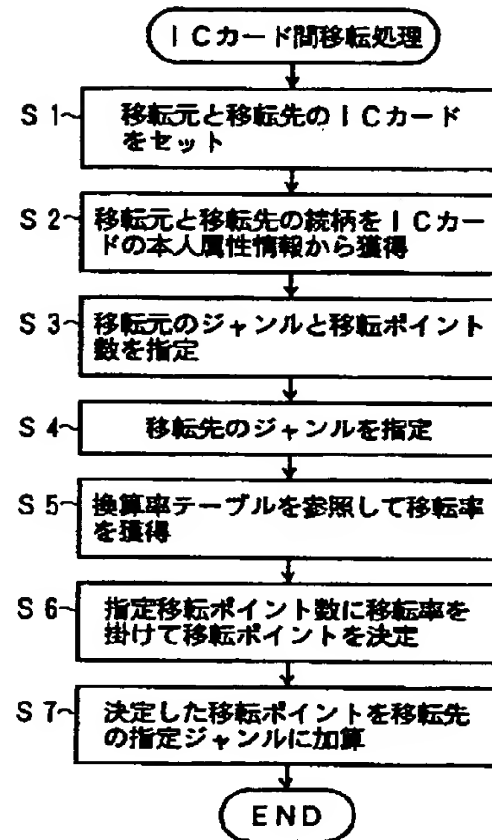 ICカード間移転処理
S1~ 移転元と移転先のICカード
をセット
S2~ 移転元と移転先の続柄をICカー
ドの本人属性情報から獲得
S3~ 移転元のジャンルと移転ポイント
数を指定
S4~ 移転先のジャンルを指定
S5~ 換算率テーブルを参照して移転率
を獲得
S6~ 指定移転ポイント数に移転率を
掛けて移転ポイントを決定
S7~ 決定した移転ポイントを移転先
の指定ジャンルに加算
END